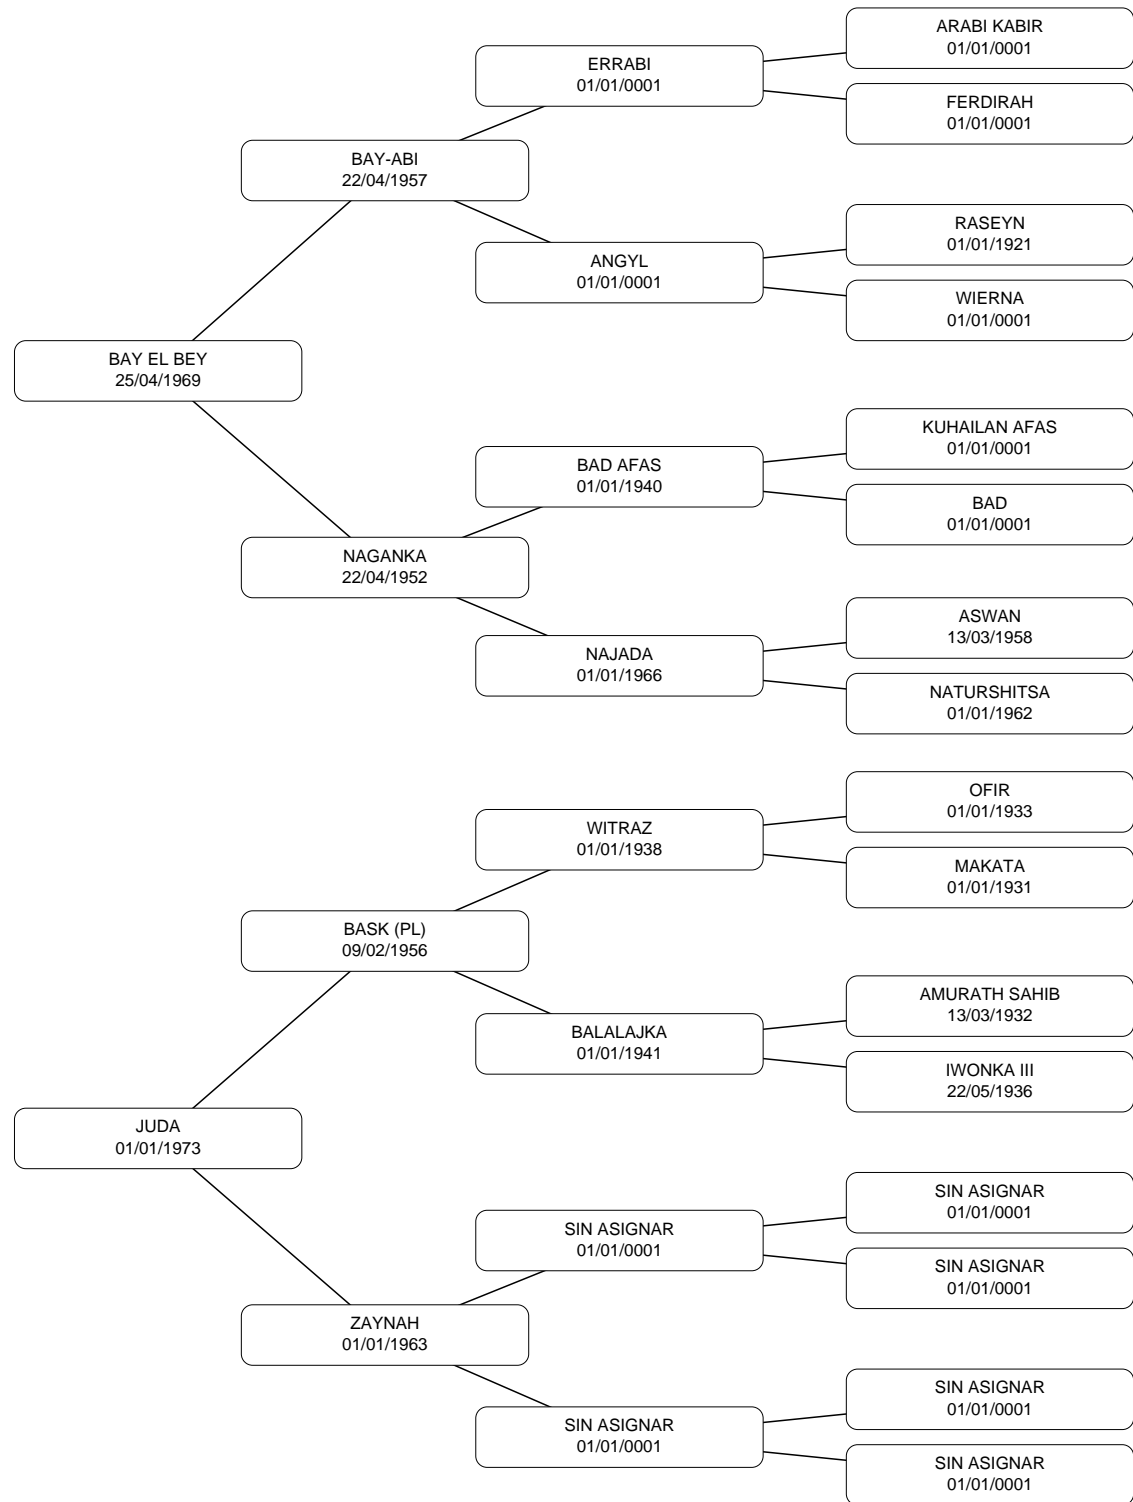 ARABI KABIR
01/01/0001
ERRABI
01/01/0001
FERDIRAH
01/01/0001
BAY-ABI
22/04/1957
RASEYN
01/01/1921
ANGYL
01/01/0001
WIERNA
01/01/0001
BAY EL BEY
25/04/1969
KUHAILAN AFAS
01/01/0001
BAD AFAS
01/01/1940
BAD
01/01/0001
NAGANKA
22/04/1952
ASWAN
13/03/1958
NAJADA
01/01/1966
NATURSHITSA
01/01/1962
OFIR
01/01/1933
WITRAZ
01/01/1938
MAKATA
01/01/1931
BASK (PL)
09/02/1956
AMURATH SAHIB
13/03/1932
BALALAJKA
01/01/1941
IWONKA III
22/05/1936
JUDA
01/01/1973
SIN ASIGNAR
01/01/0001
SIN ASIGNAR
01/01/0001
SIN ASIGNAR
01/01/0001
ZAYNAH
01/01/1963
SIN ASIGNAR
01/01/0001
SIN ASIGNAR
01/01/0001
SIN ASIGNAR
01/01/0001